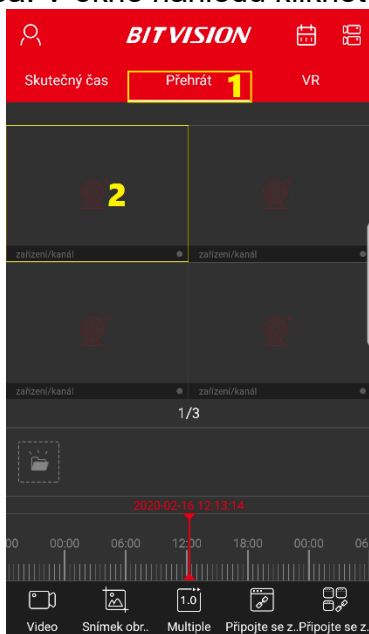 BITVISION
Skutečný čas Přehrát 1 VR
2
zařízení/kanál zařízení/kanál
zařízení/kanál zařízení/kanál
1/3
2020-02-16 12:13:14
00 00:00 06:00 12:00 18:00 00:00 06
1.0
Video Snímek obr.. Multiple Připojte se z..Připojte se z..